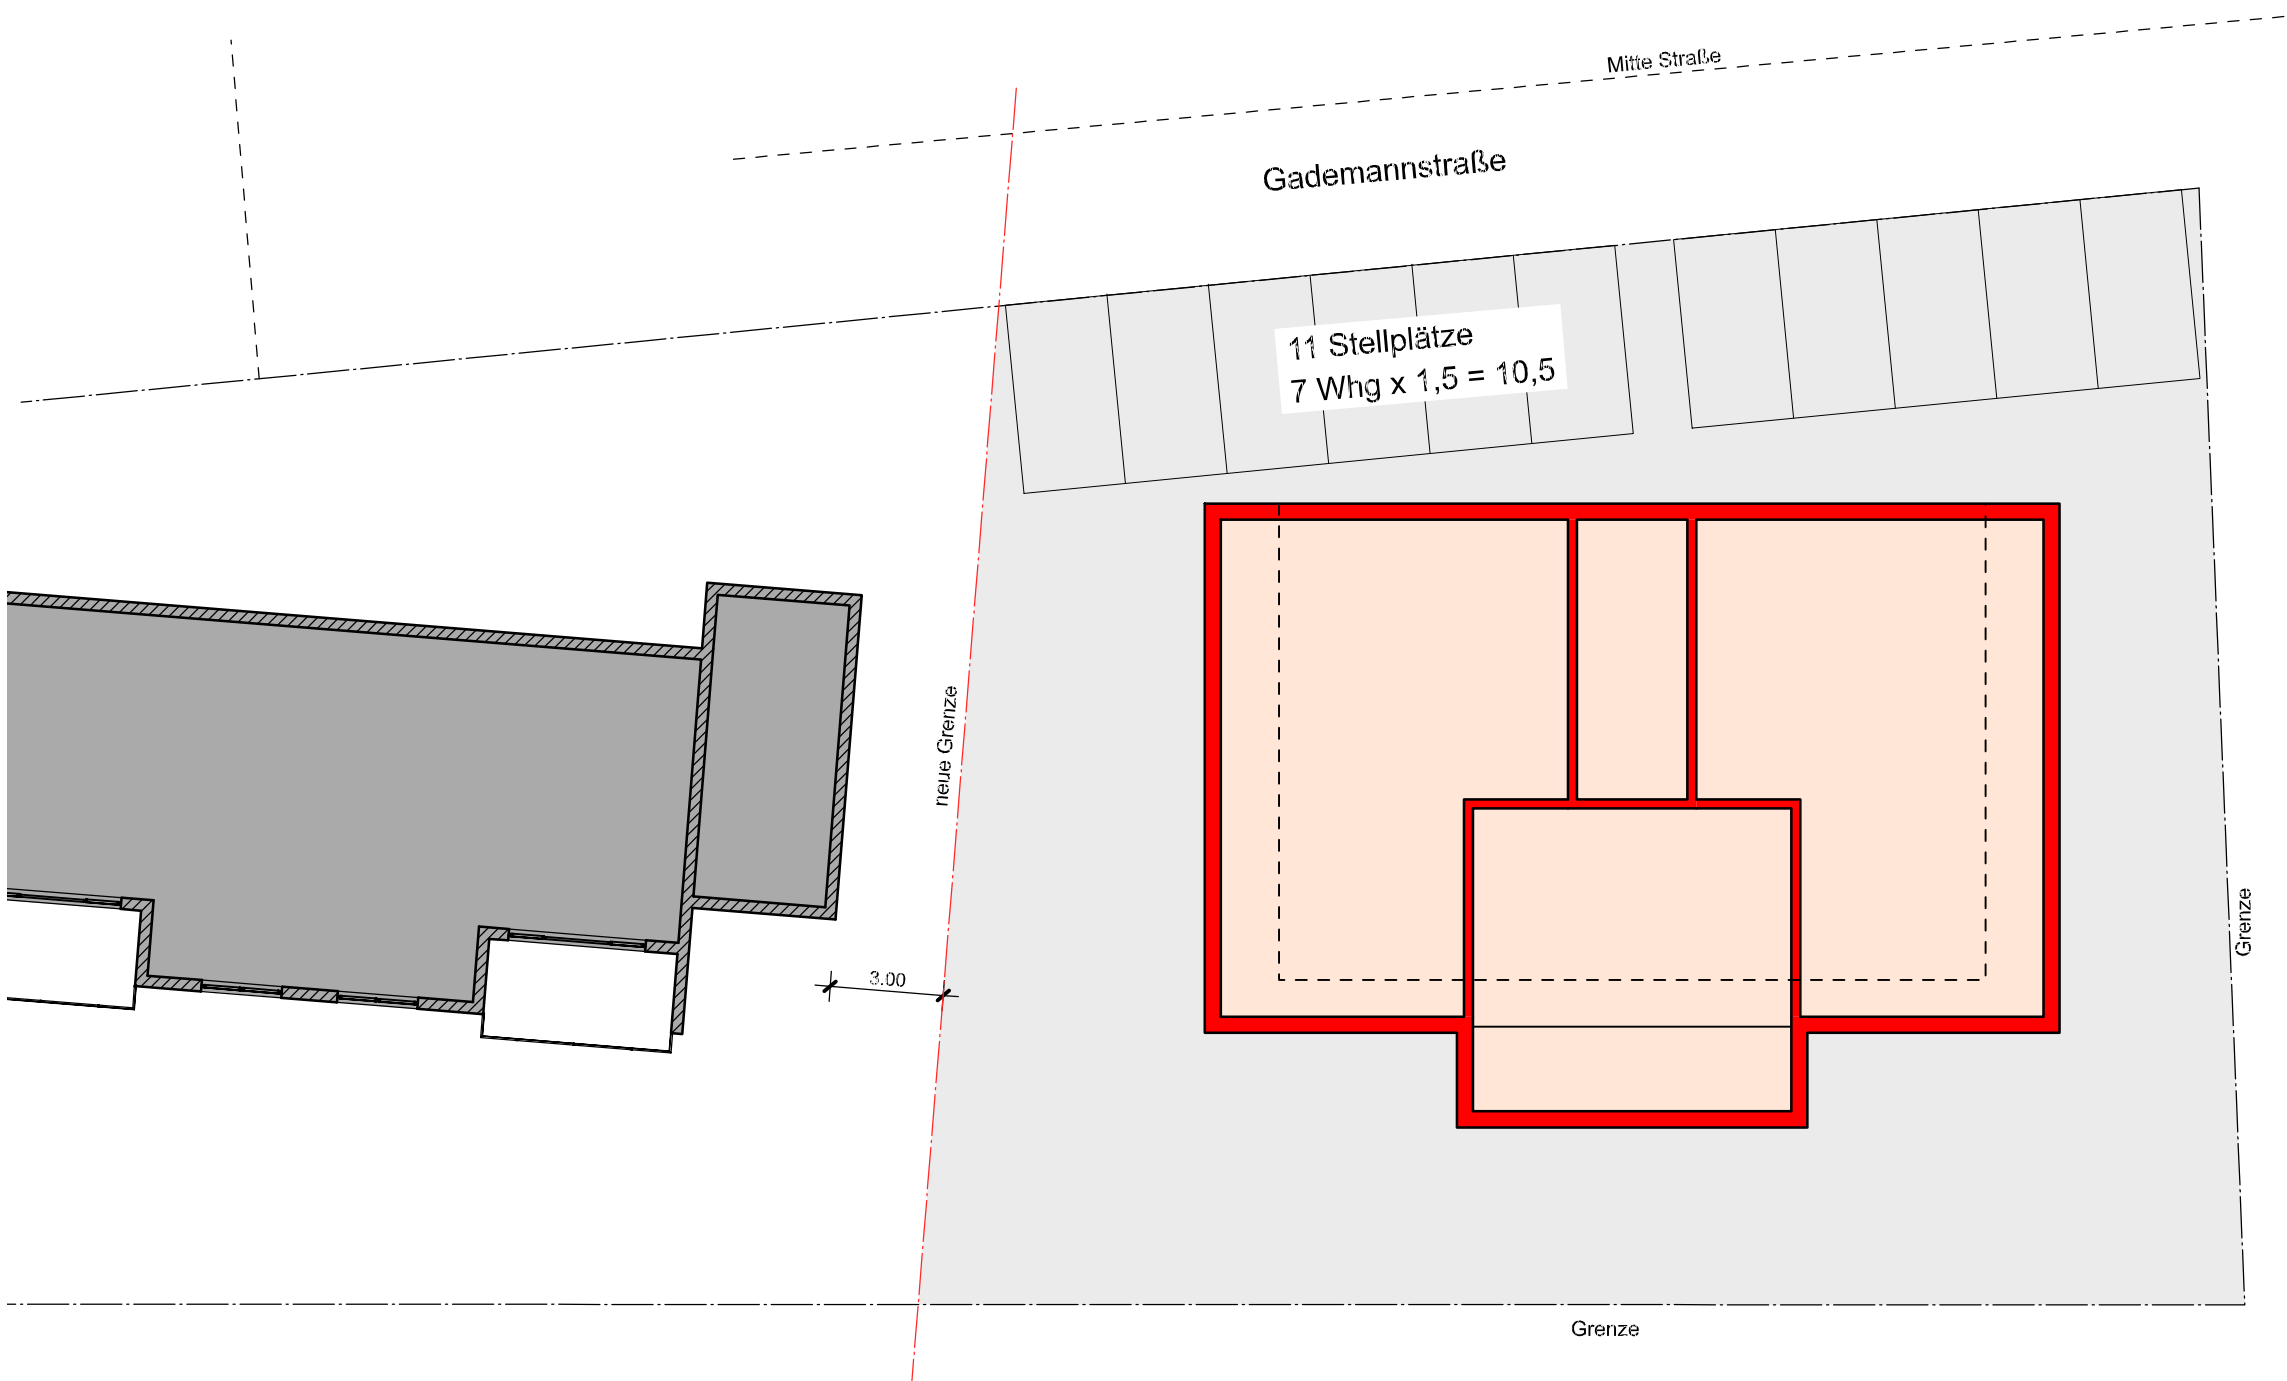 Mitte Straße
Gademannstraße
11 Stellplätze
7 Whg x 1,5 = 10,5
neue Grenze
3.00
Grenze
Grenze